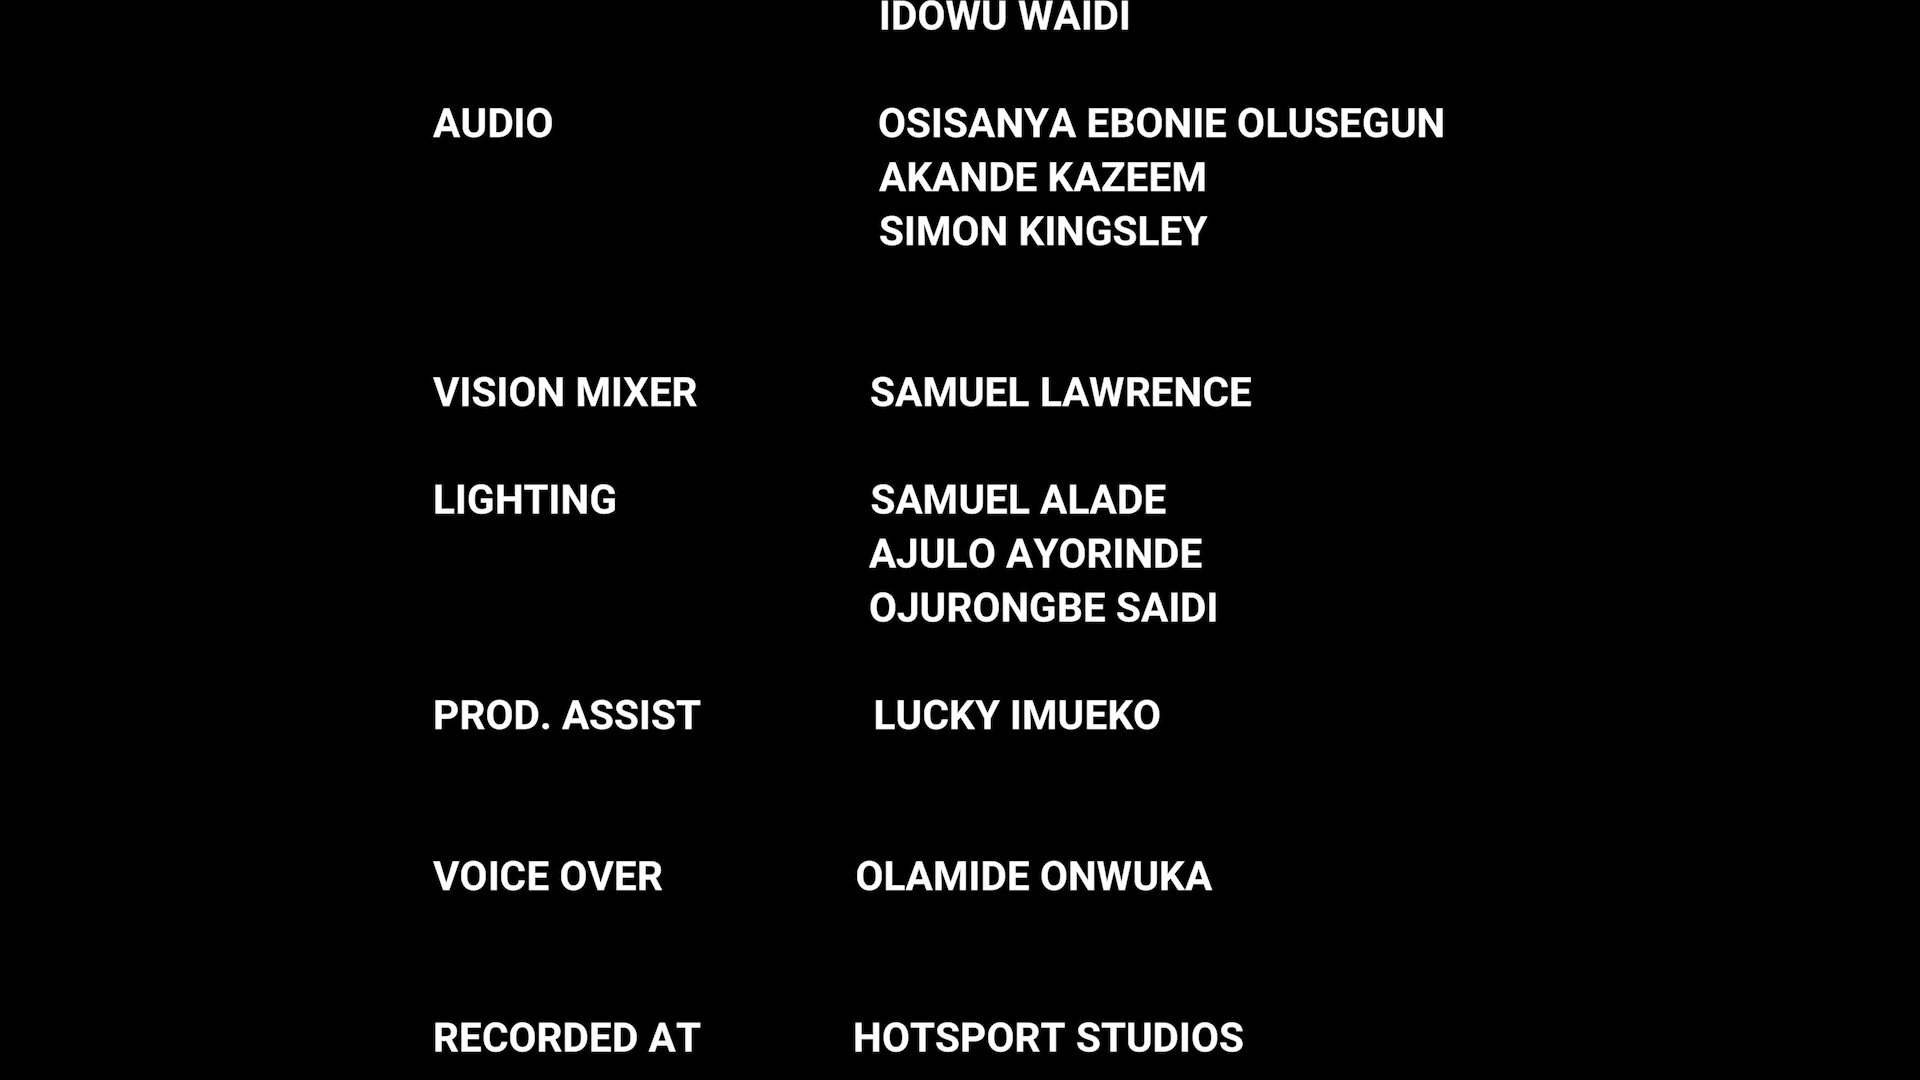 IDOWU WAIDI
AUDIO OSISANYA EBONIE OLUSEGUN
AKANDE KAZEEM
SIMON KINGSLEY
VISION MIXER SAMUEL LAWRENCE
LIGHTING SAMUEL ALADE
AJULO AYORINDE
OJURONGBE SAIDI
PROD. ASSIST LUCKY IMUEKO
VOICE OVER OLAMIDE ONWUKA
RECORDED AT HOTSPORT STUDIOS